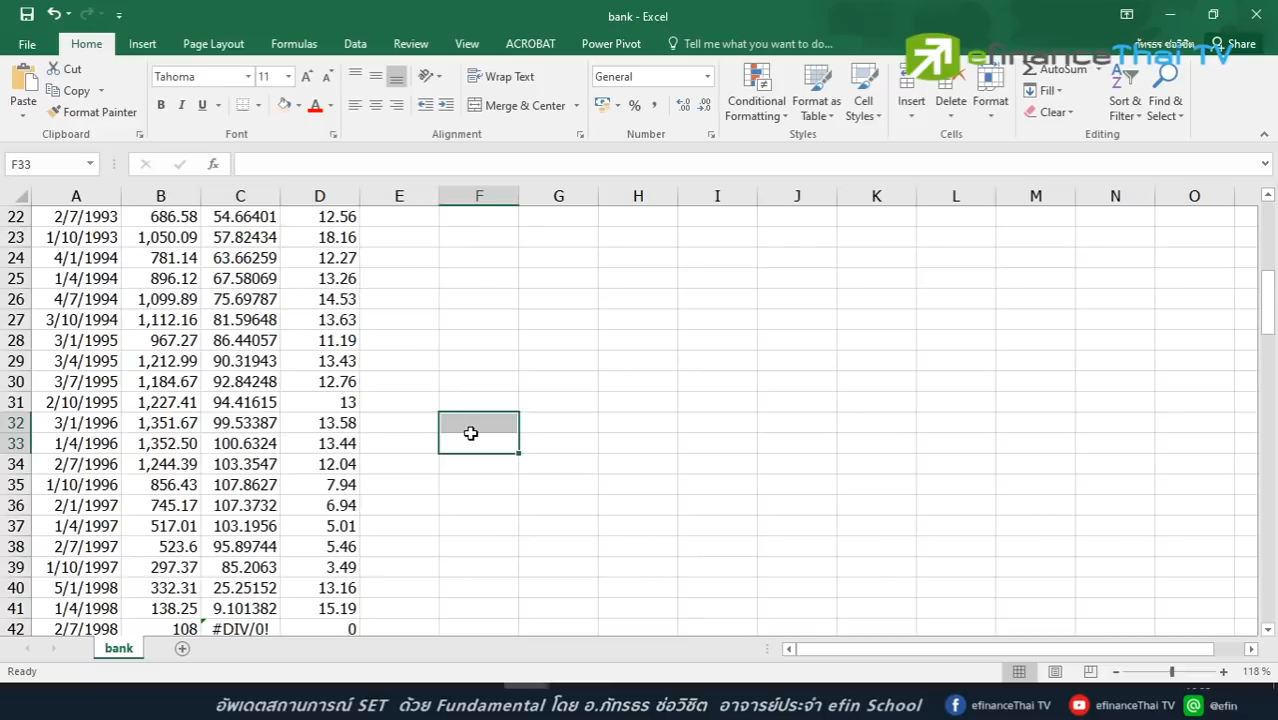 bank - Excel
File Home Insert Page Layout Formulas Data Review View ACROBAT Power Pivot Tell me what you want to do... ภัทรธร ช่อวิชิต Share
efinanceThai TV
Paste Cut Copy Format Painter Clipboard
Tahoma 11 B I U A Font
Wrap Text Merge & Center Alignment
General % , Number
Conditional Formatting Format as Table Cell Styles Styles
Insert Delete Format Cells
AutoSum Fill Clear Sort & Filter Find & Select Editing
F33 fx
A B C D E F G H I J K L M N O
22 2/7/1993 686.58 54.66401 12.56
23 1/10/1993 1,050.09 57.82434 18.16
24 4/1/1994 781.14 63.66259 12.27
25 1/4/1994 896.12 67.58069 13.26
26 4/7/1994 1,099.89 75.69787 14.53
27 3/10/1994 1,112.16 81.59648 13.63
28 3/1/1995 967.27 86.44057 11.19
29 3/4/1995 1,212.99 90.31943 13.43
30 3/7/1995 1,184.67 92.84248 12.76
31 2/10/1995 1,227.41 94.41615 13
32 3/1/1996 1,351.67 99.53387 13.58
33 1/4/1996 1,352.50 100.6324 13.44
34 2/7/1996 1,244.39 103.3547 12.04
35 1/10/1996 856.43 107.8627 7.94
36 2/1/1997 745.17 107.3732 6.94
37 1/4/1997 517.01 103.1956 5.01
38 2/7/1997 523.6 95.89744 5.46
39 1/10/1997 297.37 85.2063 3.49
40 5/1/1998 332.31 25.25152 13.16
41 1/4/1998 138.25 9.101382 15.19
42 2/7/1998 108 #DIV/0! 0
bank
Ready 118 %
อัพเดตสถานการณ์ SET ด้วย Fundamental โดย อ.ภัทรธร ช่อวิชิต อาจารย์ประจำ efin School efinanceThai TV efinanceThai TV @efin